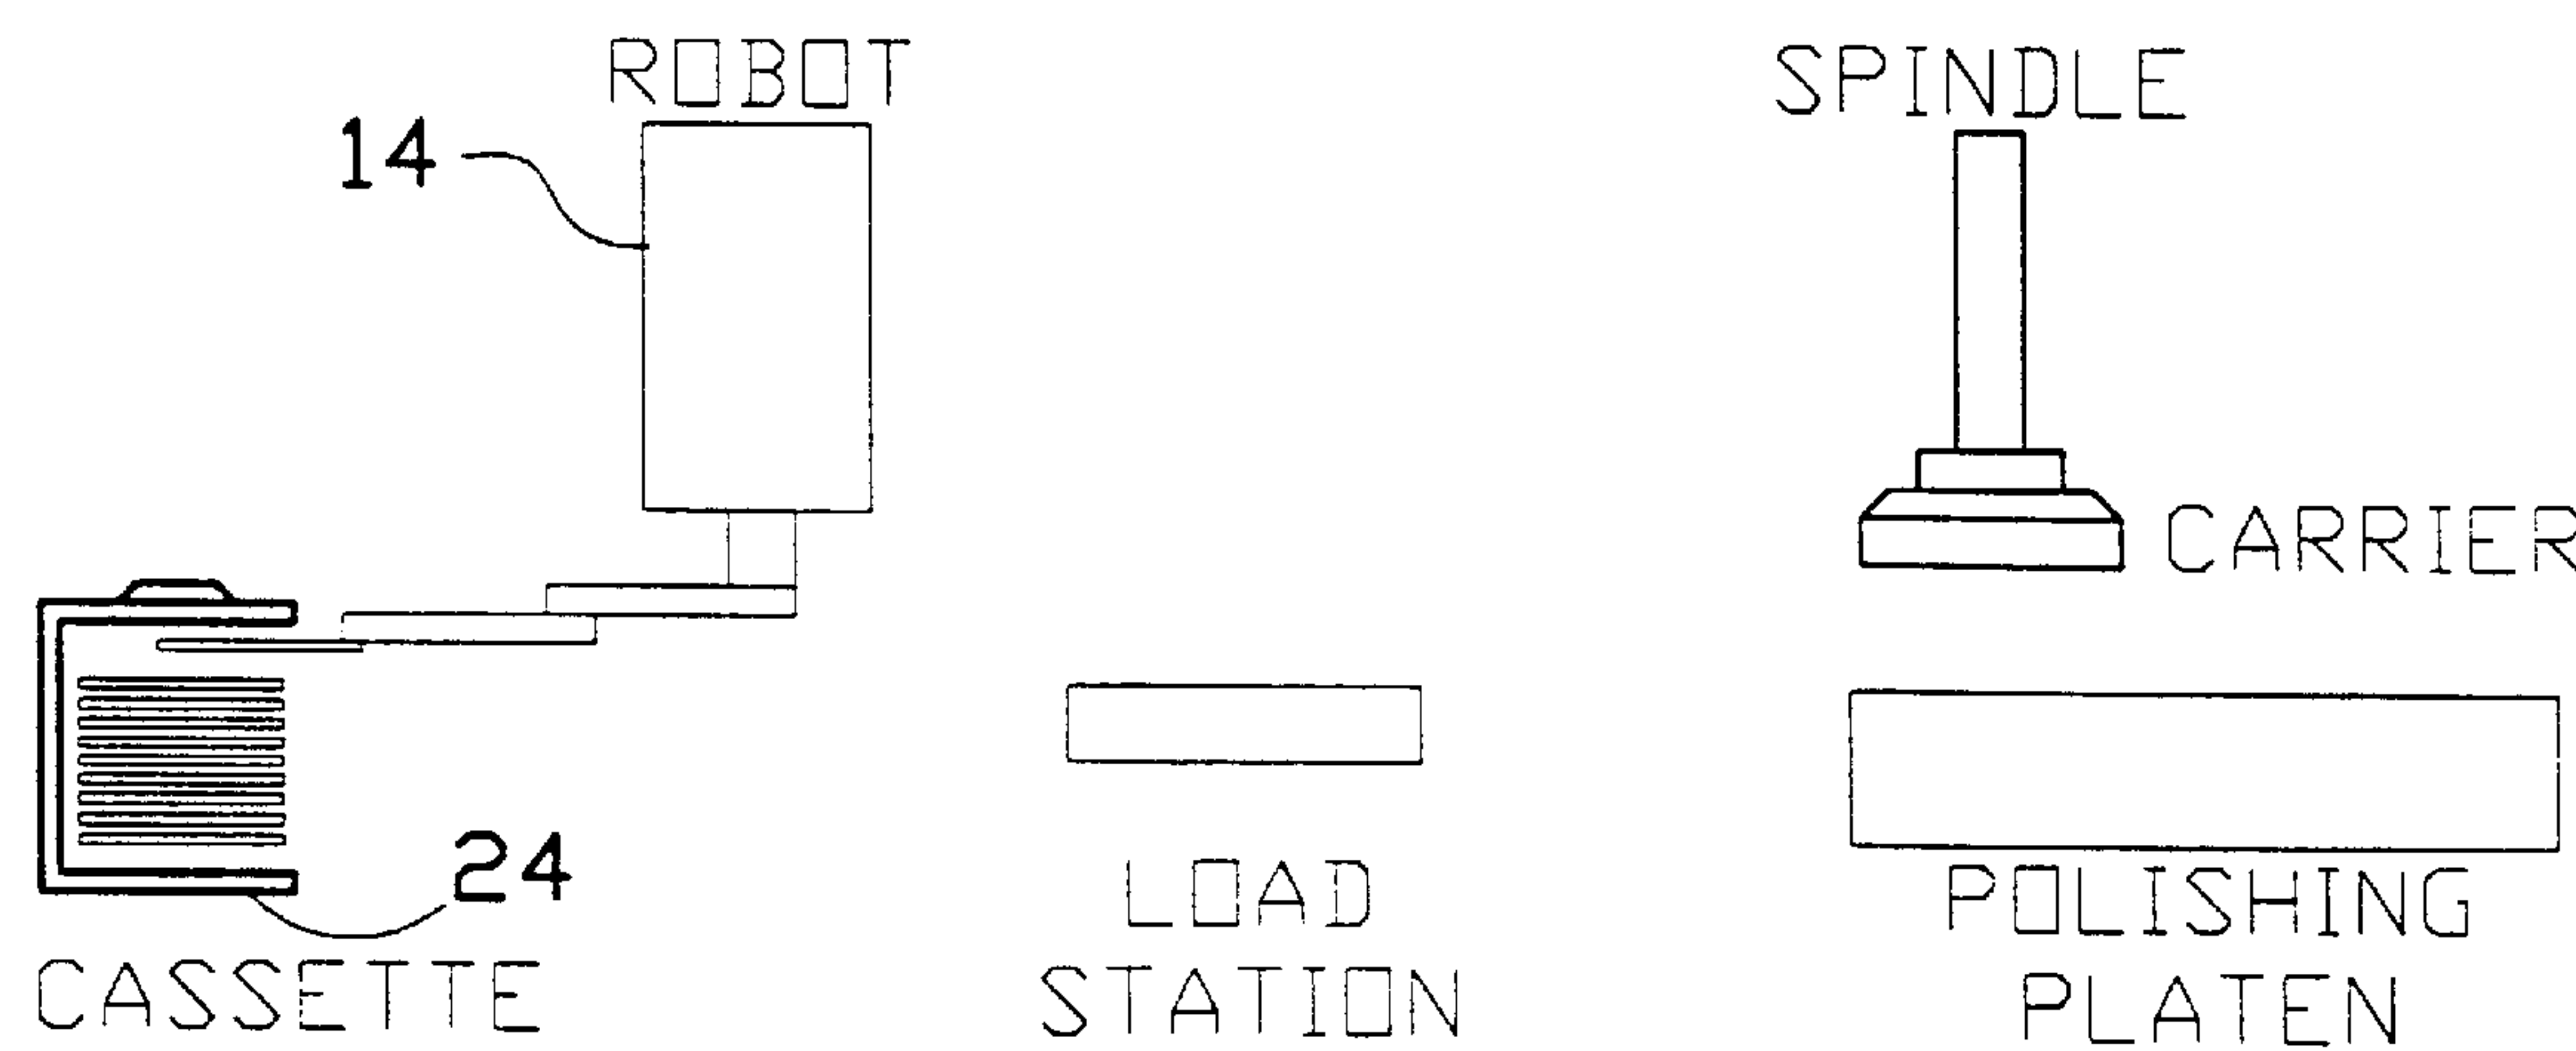 ROBOT
SPINDLE
14
CARRIER
24
LOAD
STATION
POLISHING
PLATEN
CASSETTE